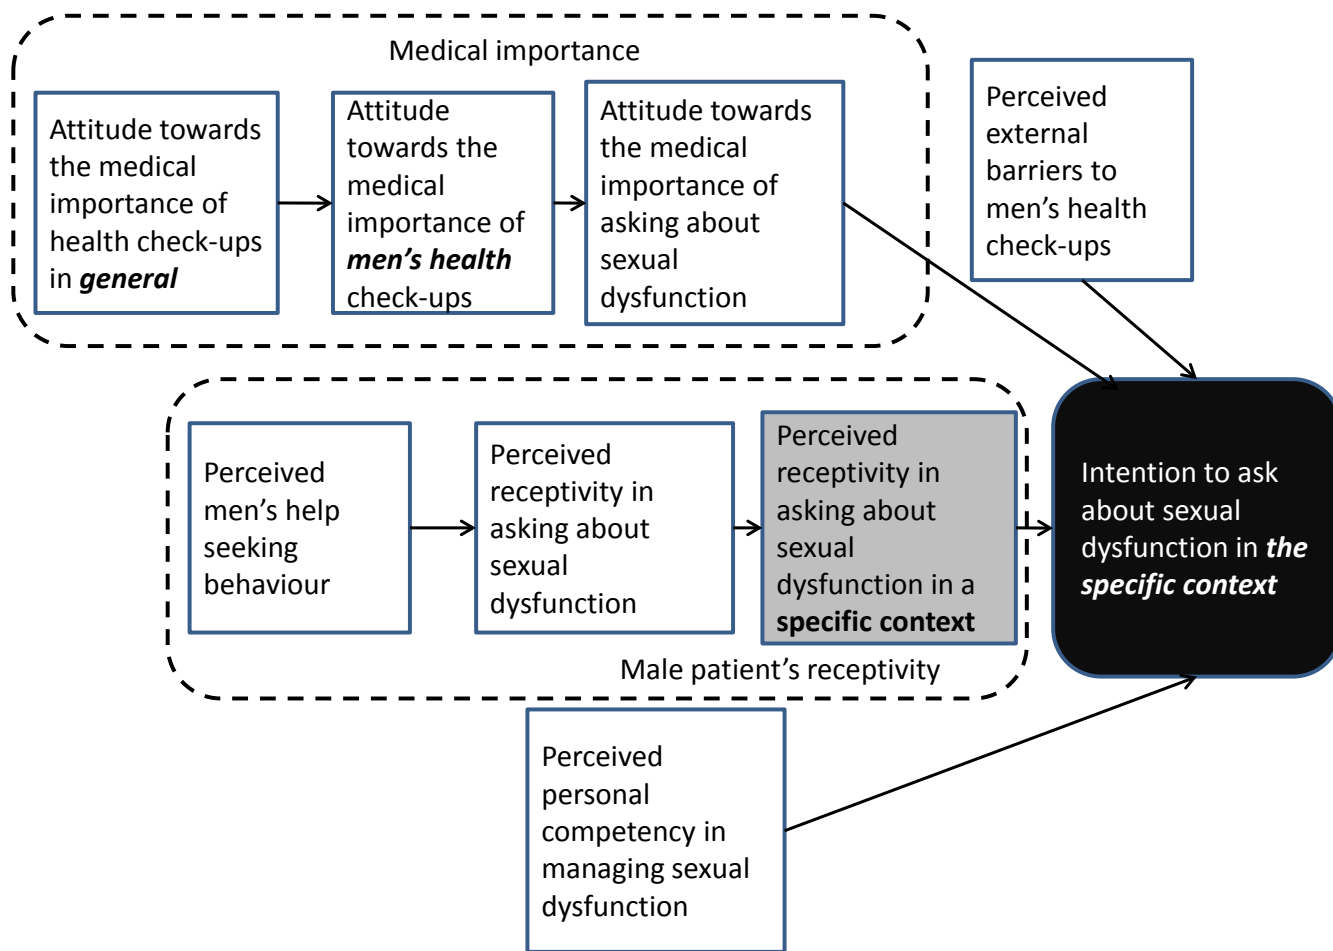 Medical importance
Attitude towards
the medical
importance of
health check-ups
in general
Attitude
towards the
medical
importance of
men's health
check-ups
Attitude towards
the medical
importance of
asking about
sexual
dysfunction
Perceived
external
barriers to
men's health
check-ups
Perceived
men's help
seeking
behaviour
Perceived
receptivity in
asking about
sexual
dysfunction
Perceived
receptivity in
asking about
sexual
dysfunction in a
specific context
Intention to ask
about sexual
dysfunction in the
specific context
Male patient's receptivity
Perceived
personal
competency in
managing sexual
dysfunction